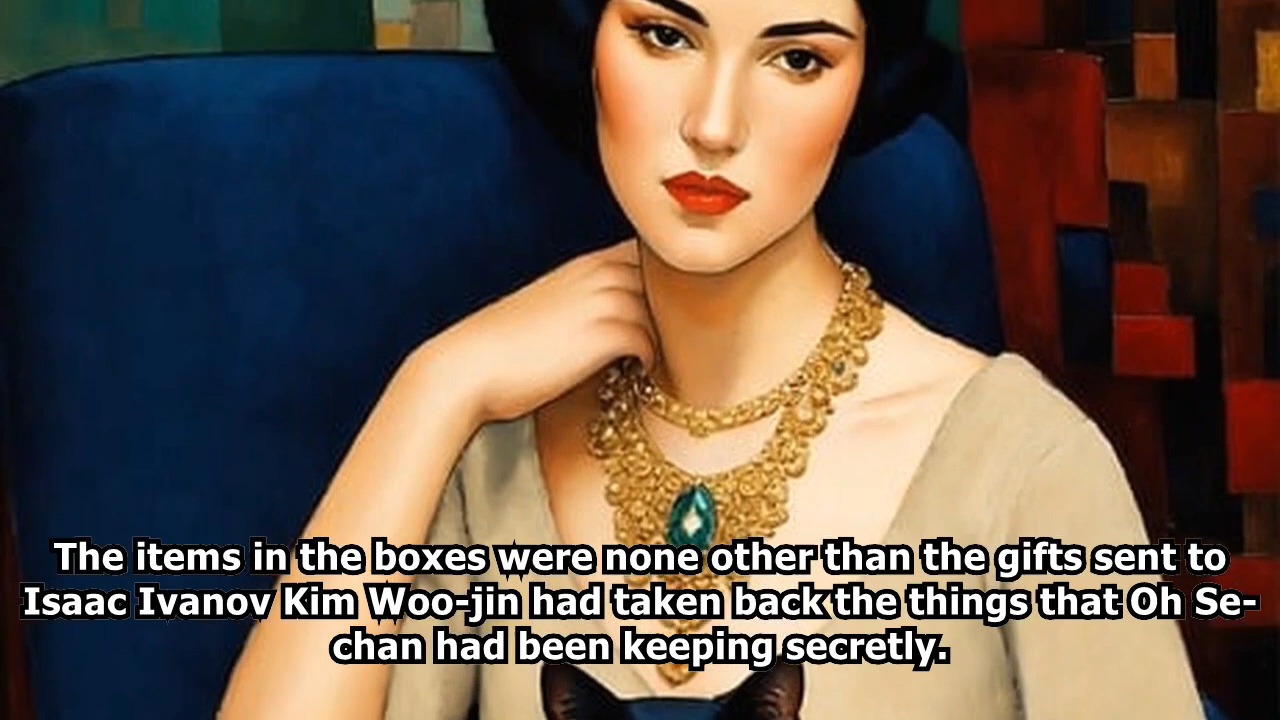 The items in the boxes were none other than the gifts sent to
Isaac Ivanov Kim Woo-jin had taken back the things that Oh Se-
chan had been keeping secretly.